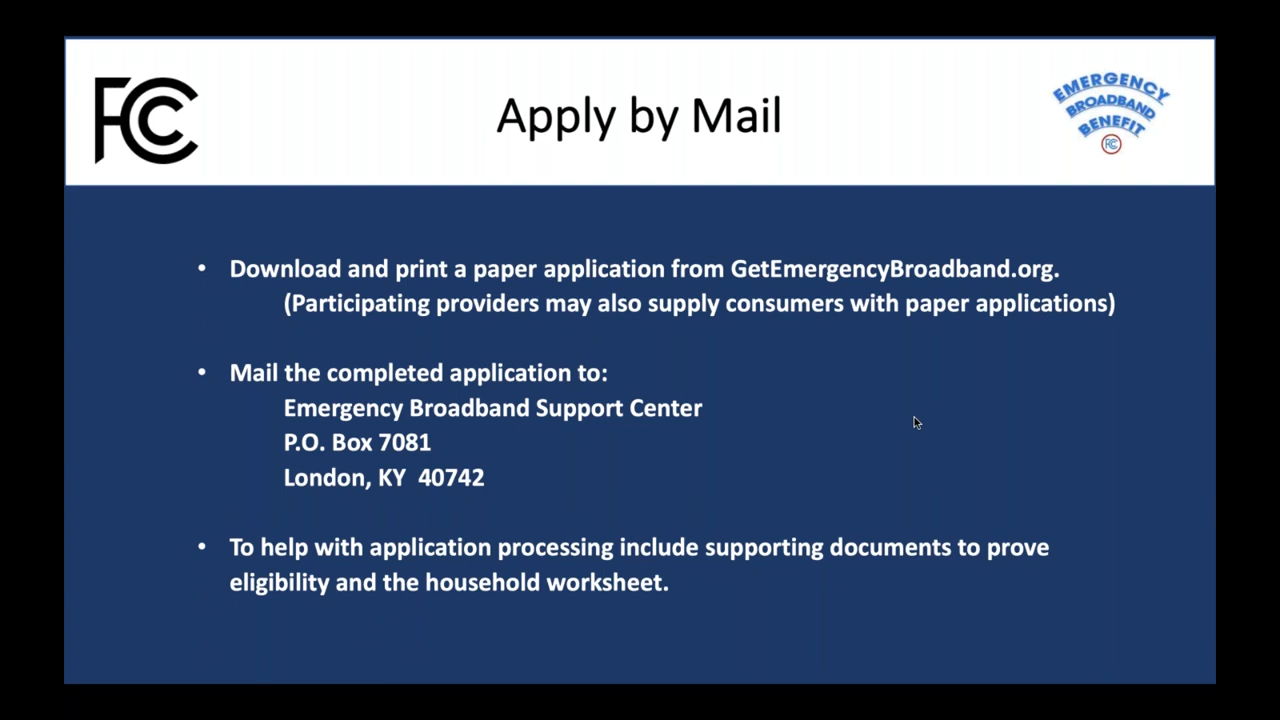 FCC
Apply by Mail
EMERGENCY
BROADBAND
BENEFIT
FCC
• Download and print a paper application from GetEmergencyBroadband.org.
(Participating providers may also supply consumers with paper applications)
• Mail the completed application to:
Emergency Broadband Support Center
P.O. Box 7081
London, KY  40742
• To help with application processing include supporting documents to prove
eligibility and the household worksheet.